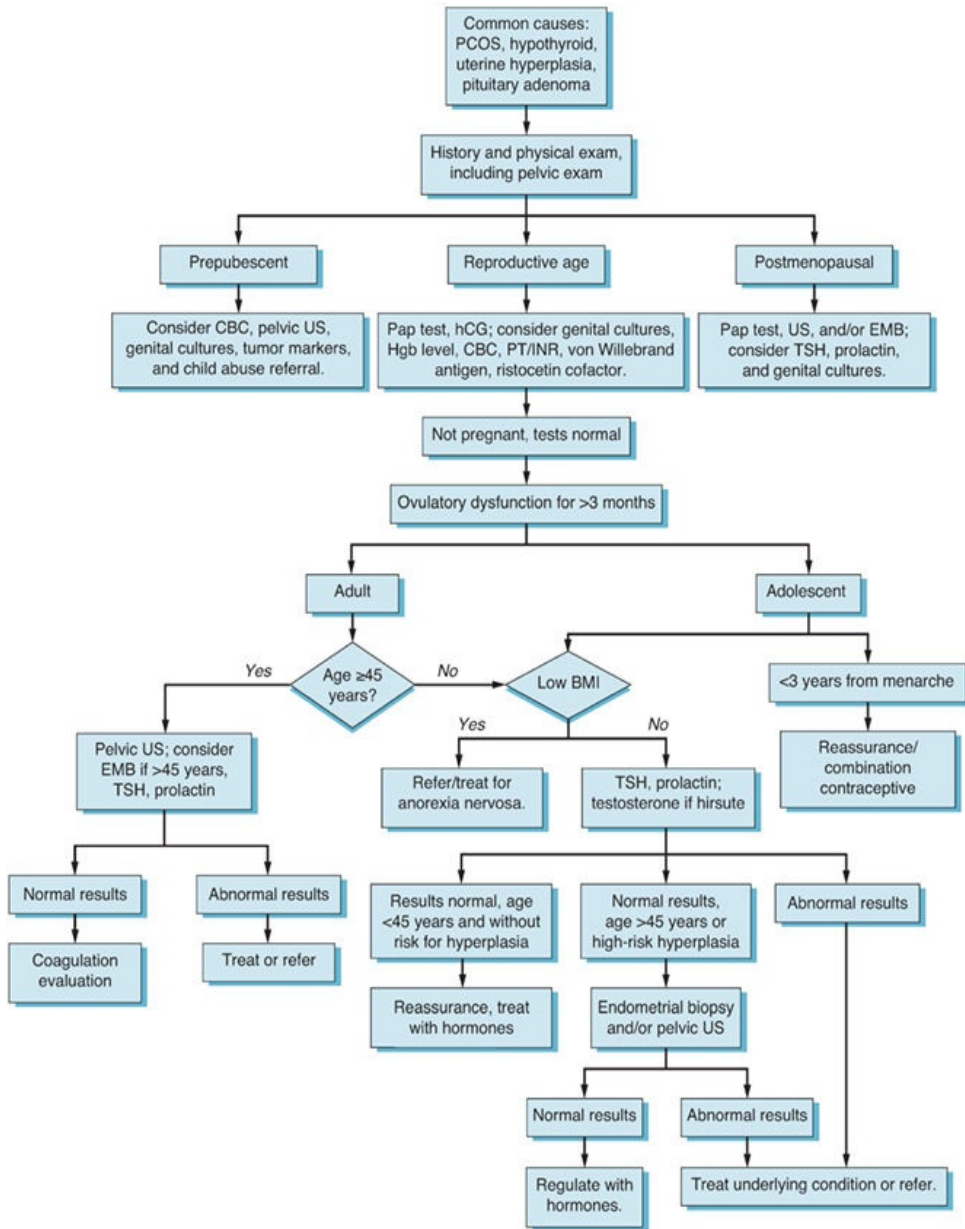 Common causes:
PCOS, hypothyroid,
uterine hyperplasia,
pituitary adenoma
History and physical exam,
including pelvic exam
Prepubescent
Reproductive age
Postmenopausal
Consider CBC, pelvic US,
genital cultures, tumor markers,
and child abuse referral.
Pap test, hCG; consider genital cultures,
Hgb level, CBC, PT/INR, von Willebrand
antigen, ristocetin cofactor.
Pap test, US, and/or EMB;
consider TSH, prolactin,
and genital cultures.
Not pregnant, tests normal
Ovulatory dysfunction for >3 months
Adult
Adolescent
Yes
Age ≥45
years?
No
Low BMI
<3 years from menarche
Yes
No
Pelvic US; consider
EMB if >45 years,
TSH, prolactin
Refer/treat for
anorexia nervosa.
TSH, prolactin;
testosterone if hirsute
Reassurance/
combination
contraceptive
Normal results
Abnormal results
Results normal, age
<45 years and without
risk for hyperplasia
Normal results,
age >45 years or
high-risk hyperplasia
Abnormal results
Coagulation
evaluation
Treat or refer
Reassurance, treat
with hormones
Endometrial biopsy
and/or pelvic US
Normal results
Abnormal results
Regulate with
hormones.
Treat underlying condition or refer.